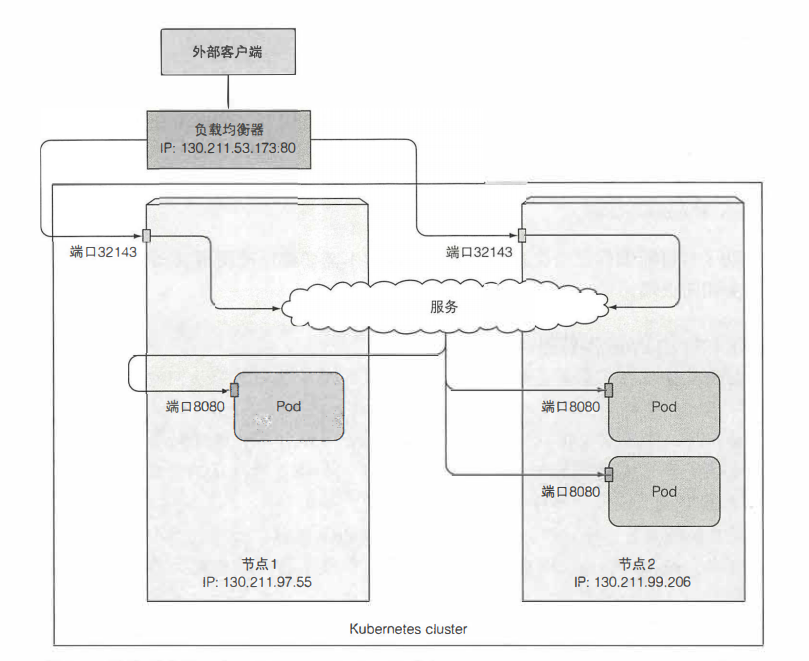 外部客户端
负载均衡器
IP: 130.211.53.173:80
端口32143
端口32143
服务
端口8080
Pod
端口8080
Pod
端口8080
Pod
节点1
IP: 130.211.97.55
节点2
IP: 130.211.99.206
Kubernetes cluster